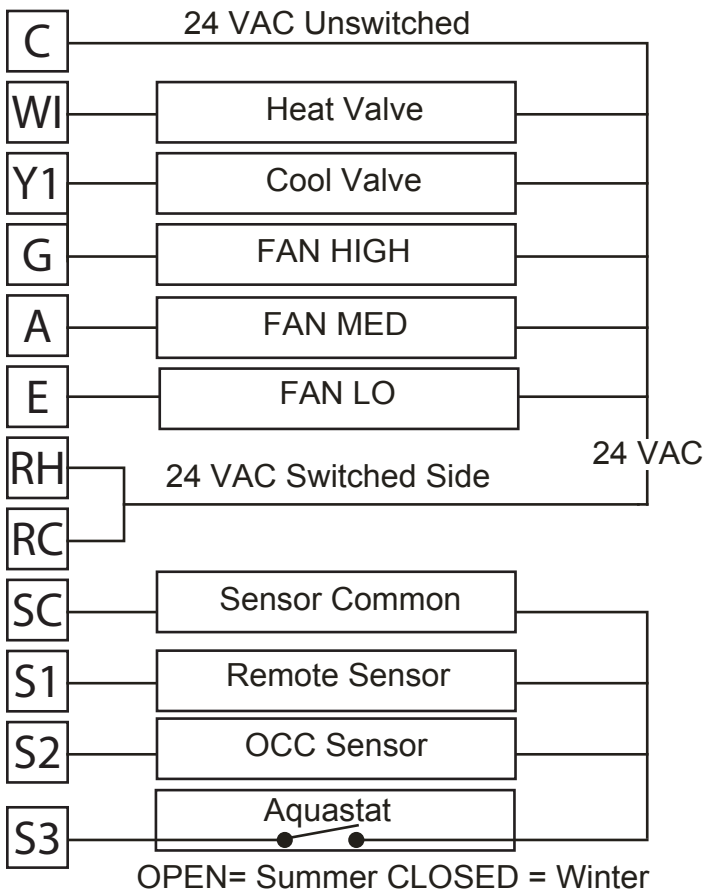 C 24 VAC Unswitched
WI Heat Valve
Y1 Cool Valve
G FAN HIGH
A FAN MED
E FAN LO
24 VAC
RH 24 VAC Switched Side
RC
SC Sensor Common
S1 Remote Sensor
S2 OCC Sensor
Aquastat
S3
OPEN= Summer CLOSED = Winter